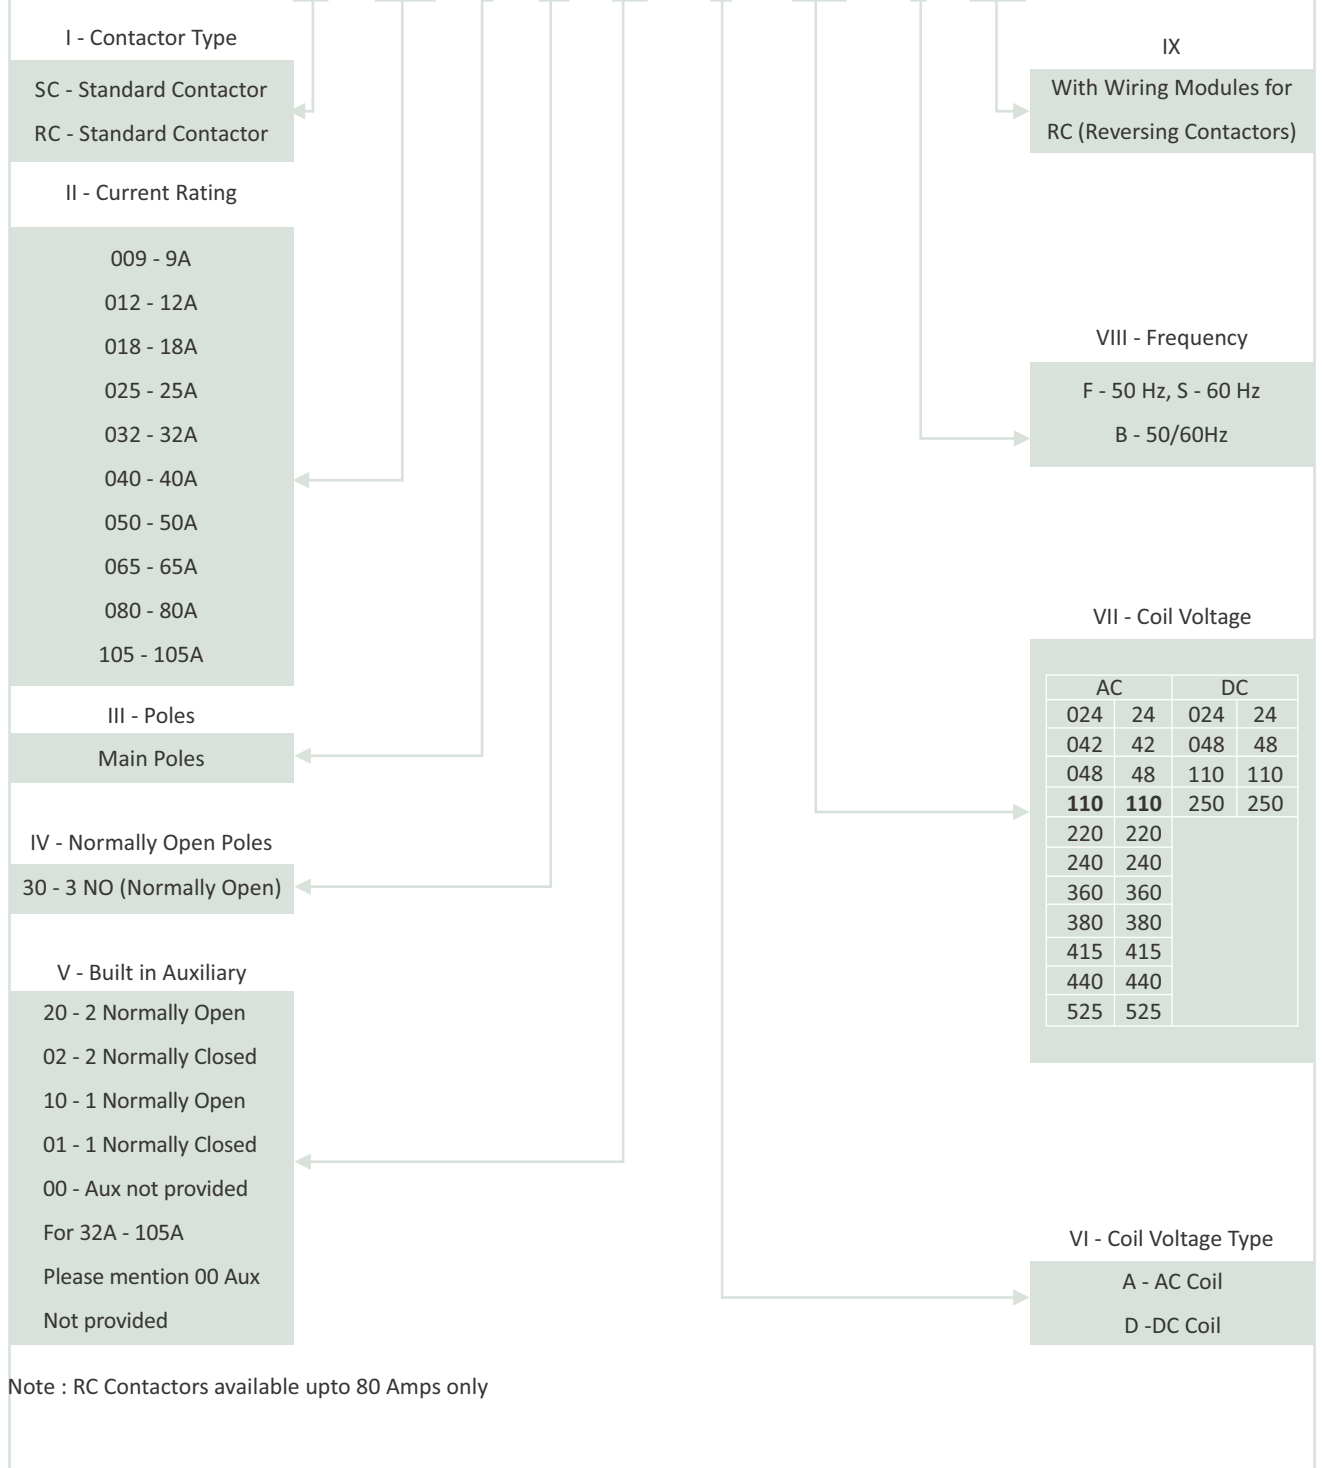 I - Contactor Type
SC - Standard Contactor
RC - Standard Contactor
II - Current Rating
009 - 9A
012 - 12A
018 - 18A
025 - 25A
032 - 32A
040 - 40A
050 - 50A
065 - 65A
080 - 80A
105 - 105A
III - Poles
Main Poles
IV - Normally Open Poles
30 - 3 NO (Normally Open)
V - Built in Auxiliary
20 - 2 Normally Open
02 - 2 Normally Closed
10 - 1 Normally Open
01 - 1 Normally Closed
00 - Aux not provided
For 32A - 105A
Please mention 00 Aux
Not provided
IX
With Wiring Modules for
RC (Reversing Contactors)
VIII - Frequency
F - 50 Hz, S - 60 Hz
B - 50/60Hz
VII - Coil Voltage
AC DC
024 24 024 24
042 42 048 48
048 48 110 110
110 110 250 250
220 220
240 240
360 360
380 380
415 415
440 440
525 525
VI - Coil Voltage Type
A - AC Coil
D -DC Coil
Note : RC Contactors available upto 80 Amps only